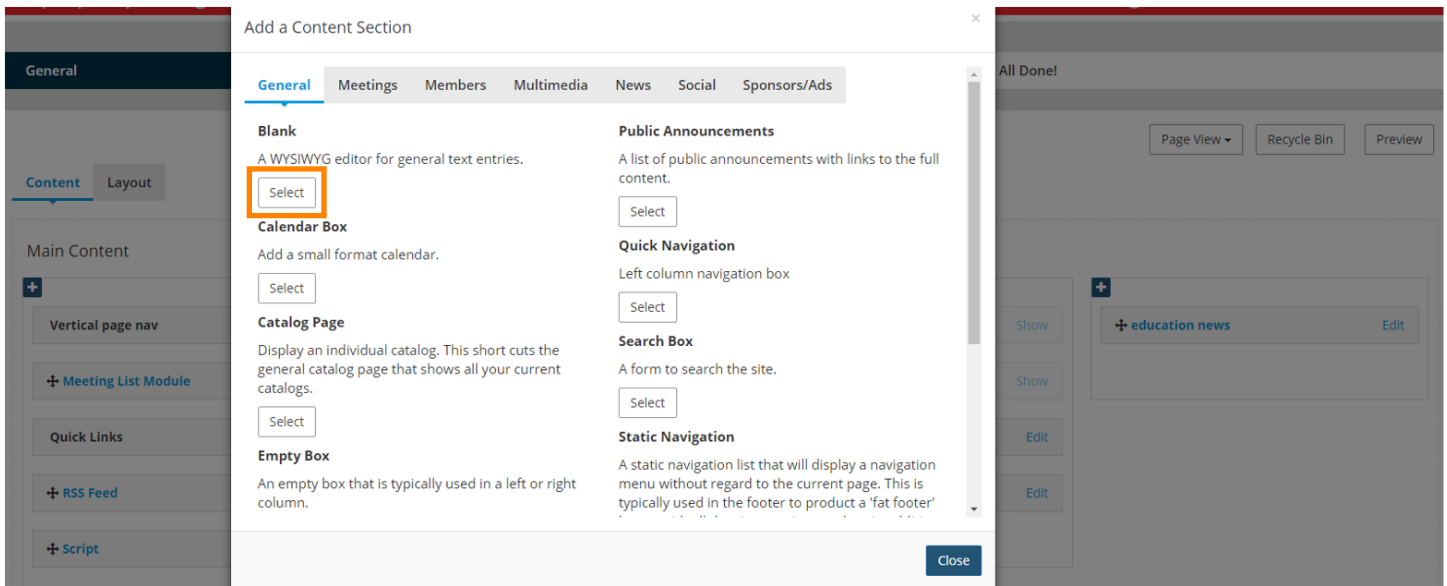 Add a Content Section
×
General
All Done!
General Meetings Members Multimedia News Social Sponsors/Ads
Page View
Recycle Bin
Preview
Content Layout
Blank
A WYSIWYG editor for general text entries.
Select
Calendar Box
Add a small format calendar.
Select
Catalog Page
Display an individual catalog. This short cuts the
general catalog page that shows all your current
catalogs.
Select
Empty Box
An empty box that is typically used in a left or right
column.
Public Announcements
A list of public announcements with links to the full
content.
Select
Quick Navigation
Left column navigation box
Select
Search Box
A form to search the site.
Select
Static Navigation
A static navigation list that will display a navigation
menu without regard to the current page. This is
typically used in the footer to product a 'fat footer'
Close
Main Content
Vertical page nav
Meeting List Module
Quick Links
RSS Feed
Script
Show
Show
Edit
Edit
education news
Edit